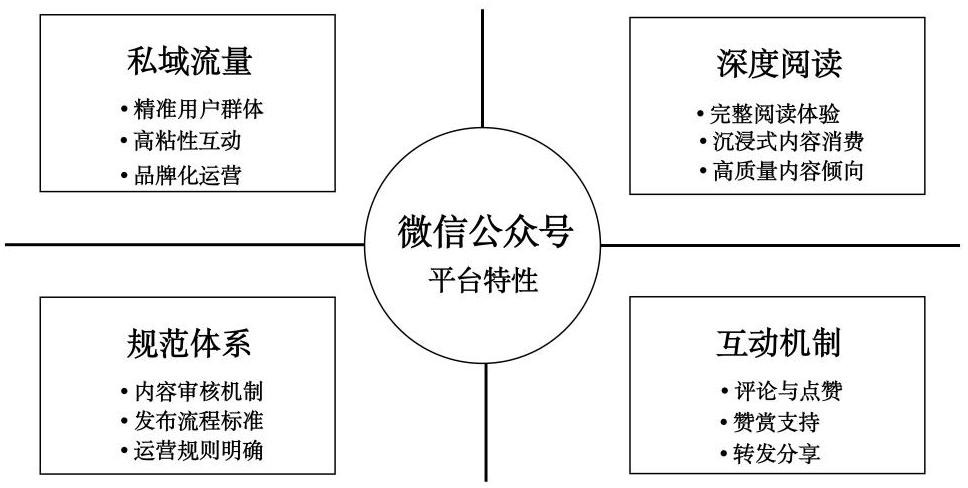 私域流量
• 精准用户群体
• 高粘性互动
• 品牌化运营
深度阅读
• 完整阅读体验
• 沉浸式内容消费
• 高质量内容倾向
微信公众号
平台特性
规范体系
• 内容审核机制
• 发布流程标准
• 运营规则明确
互动机制
• 评论与点赞
• 赞赏支持
• 转发分享